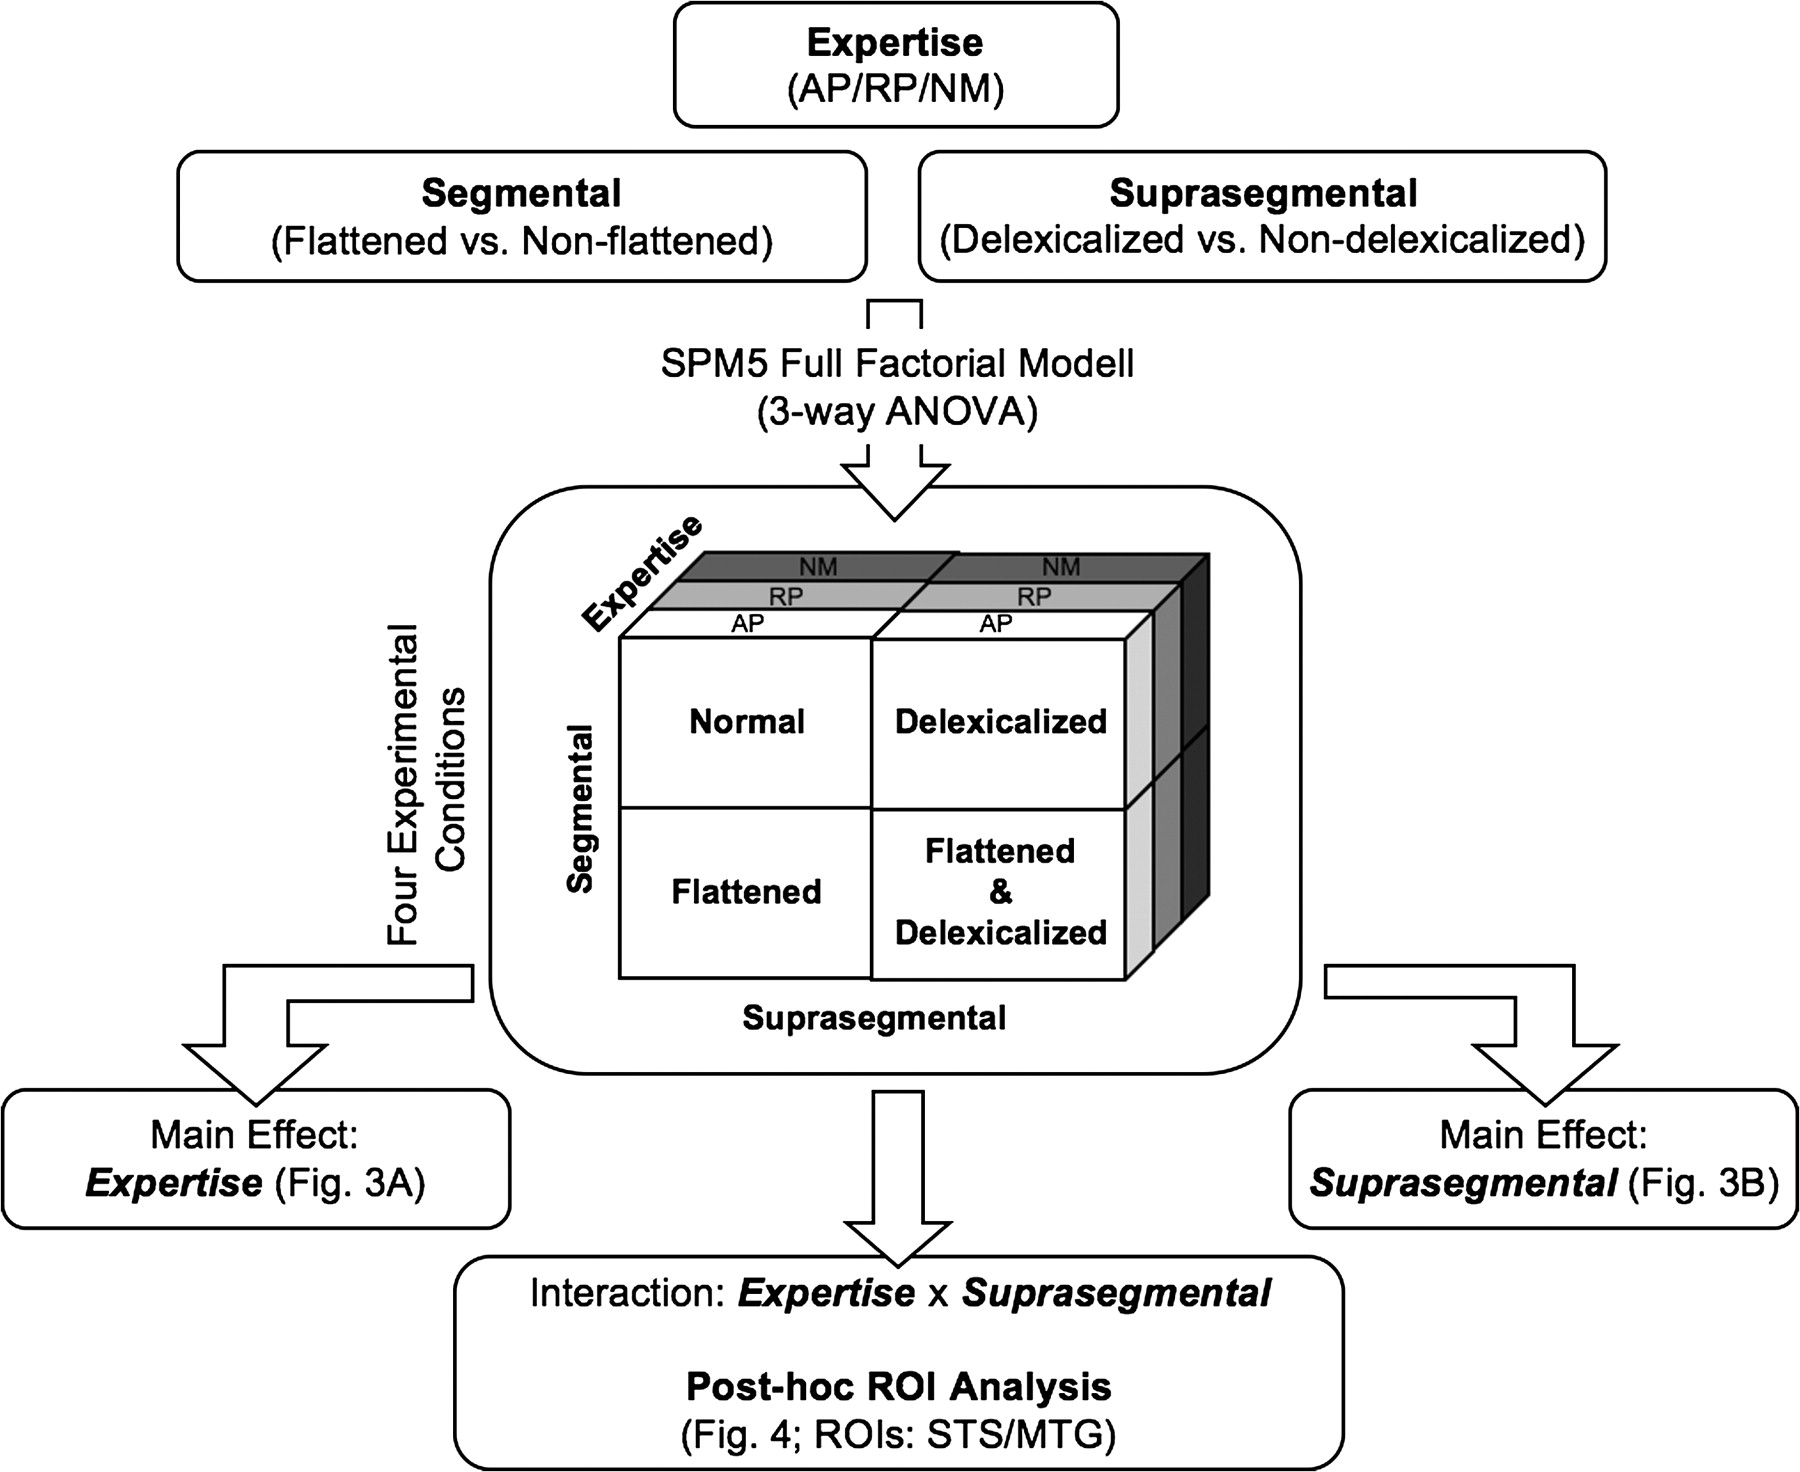 Expertise
(AP/RP/NM)
Segmental
(Flattened vs. Non-flattened)
Suprasegmental
(Delexicalized vs. Non-delexicalized)
SPM5 Full Factorial Modell
(3-way ANOVA)
Four Experimental
Conditions
Expertise
NM
NM
RP
RP
AP
AP
Segmental
Normal
Delexicalized
Flattened
Flattened
&
Delexicalized
Suprasegmental
Main Effect:
Expertise (Fig. 3A)
Main Effect:
Suprasegmental (Fig. 3B)
Interaction: Expertise x Suprasegmental
Post-hoc ROI Analysis
(Fig. 4; ROIs: STS/MTG)